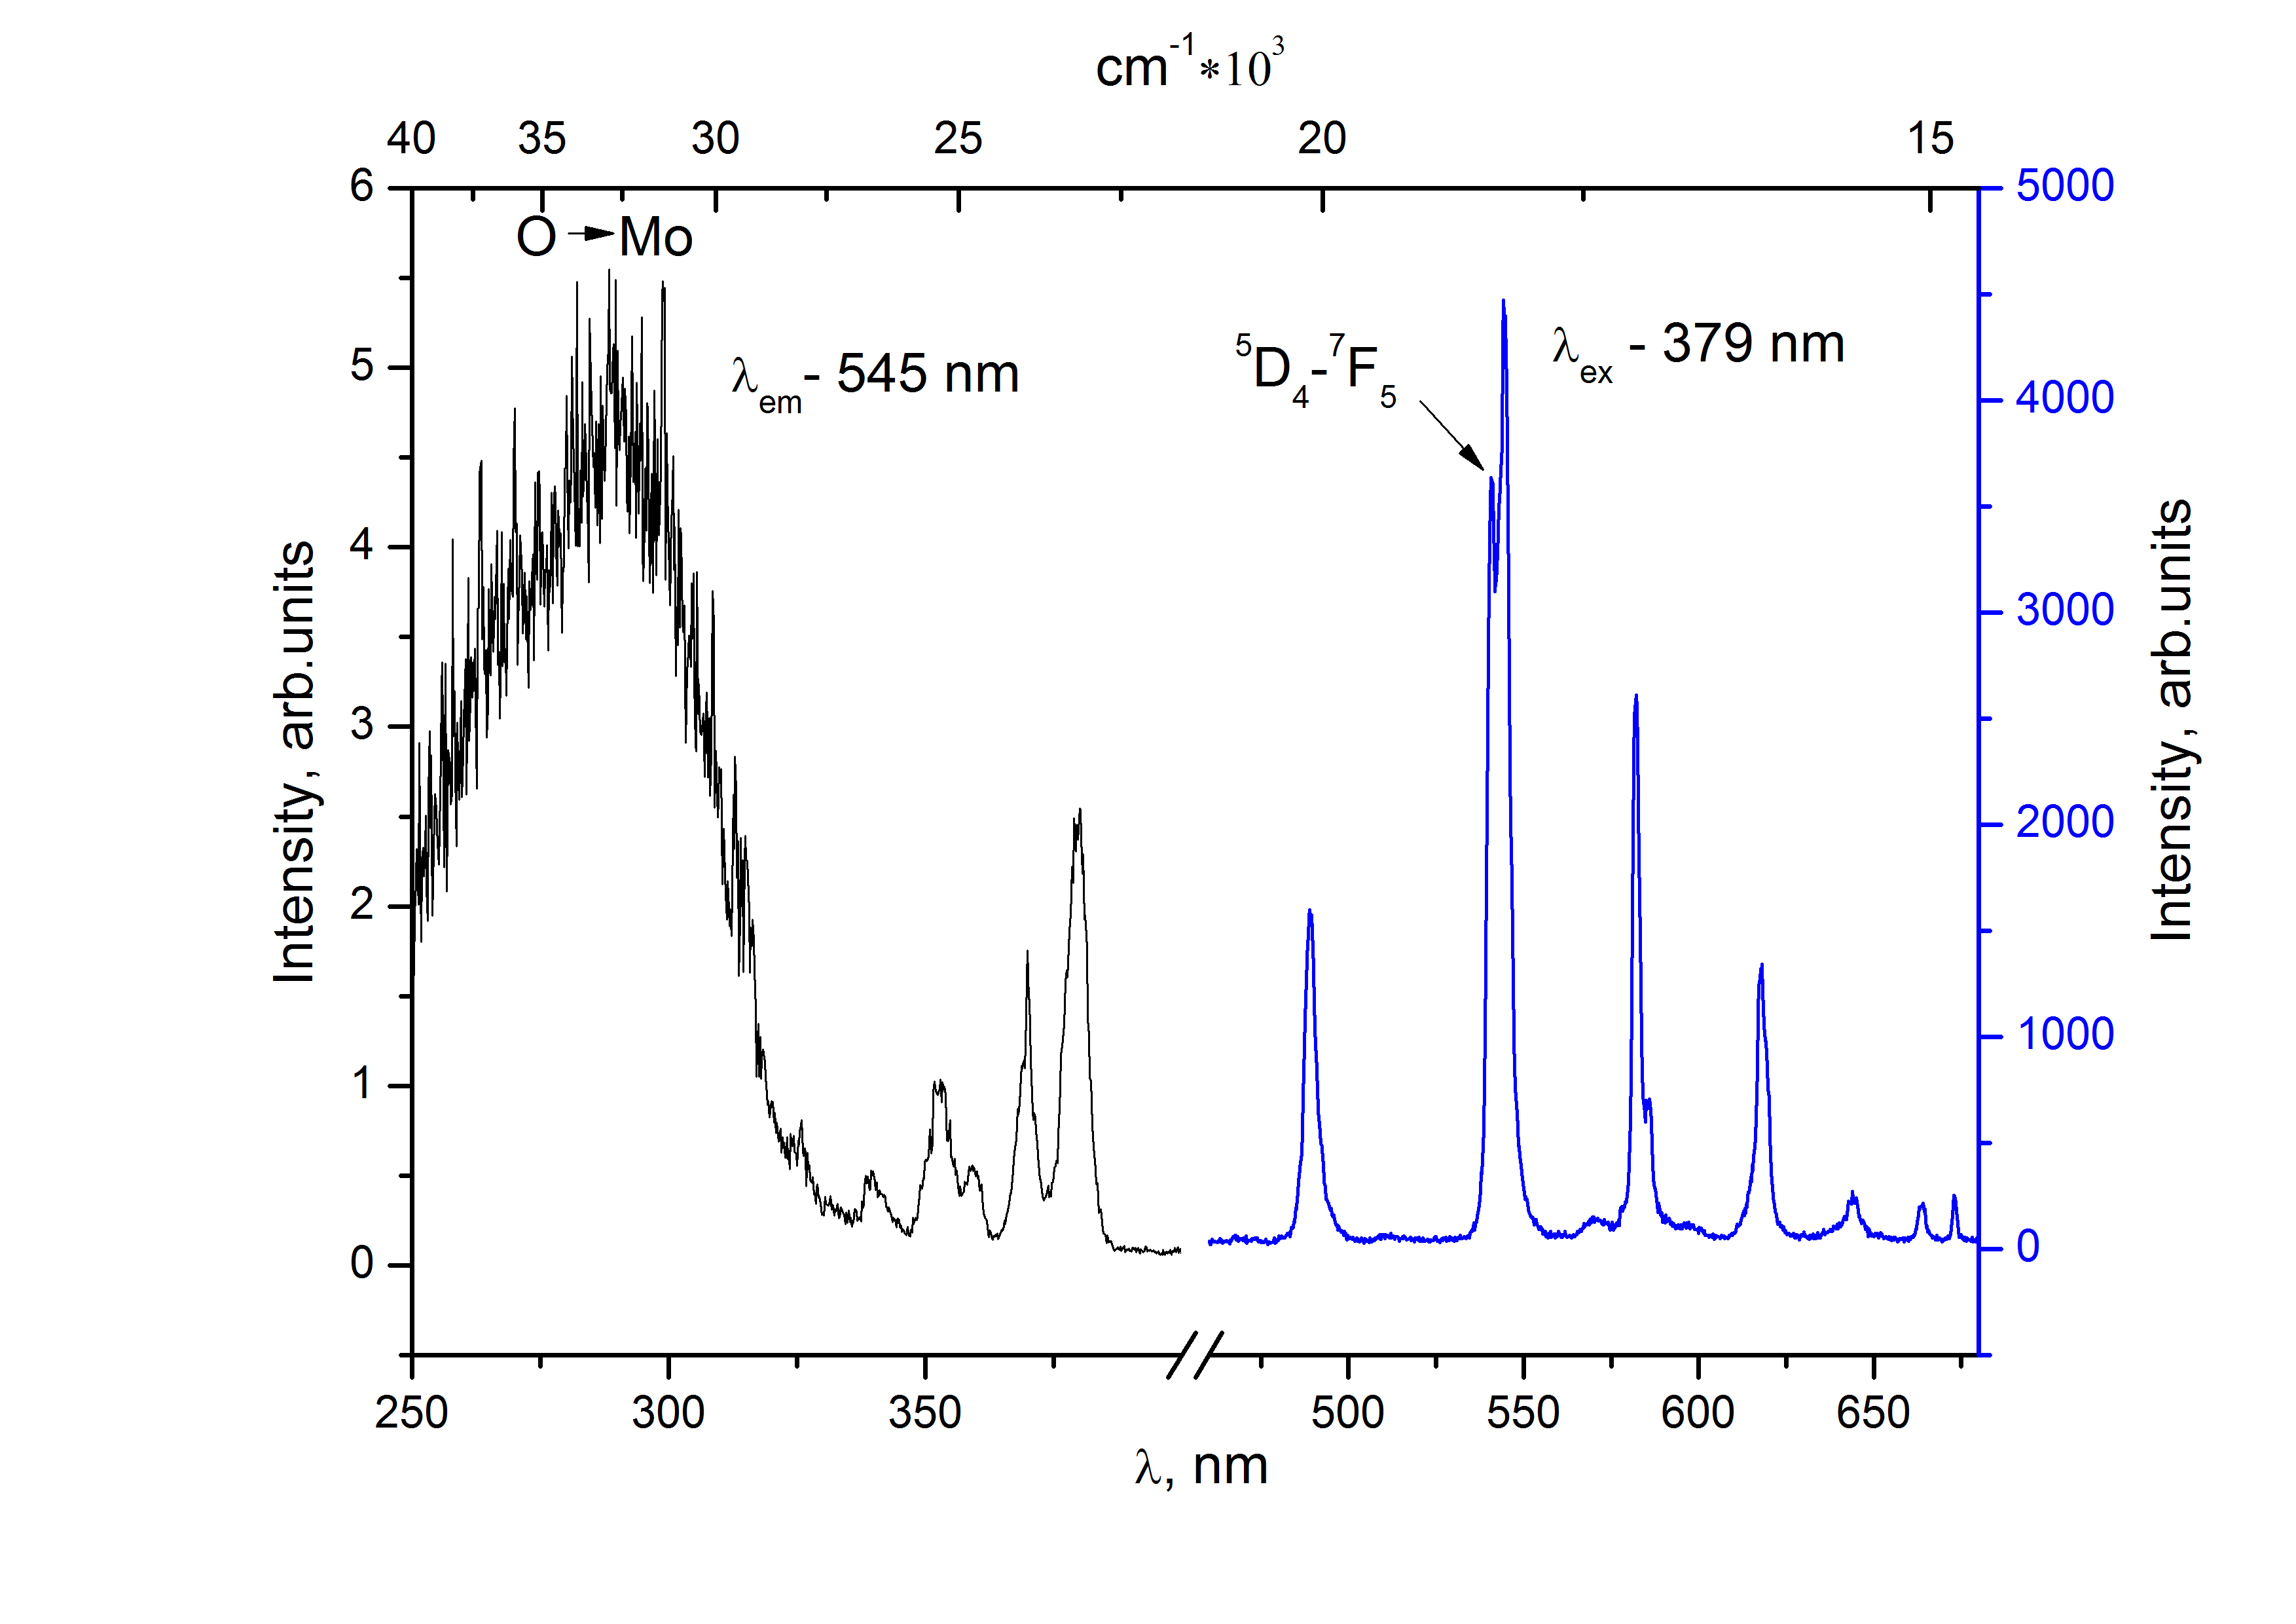 cm⁻¹*10³
40 35 30 25 20 15
6 5000
O → Mo
λex - 379 nm
⁵D₄-⁷F₅
λem - 545 nm
5
4000
4
3000
3
2000
2
1000
1
0
0
Intensity, arb.units
Intensity, arb.units
250 300 350 500 550 600 650
λ, nm